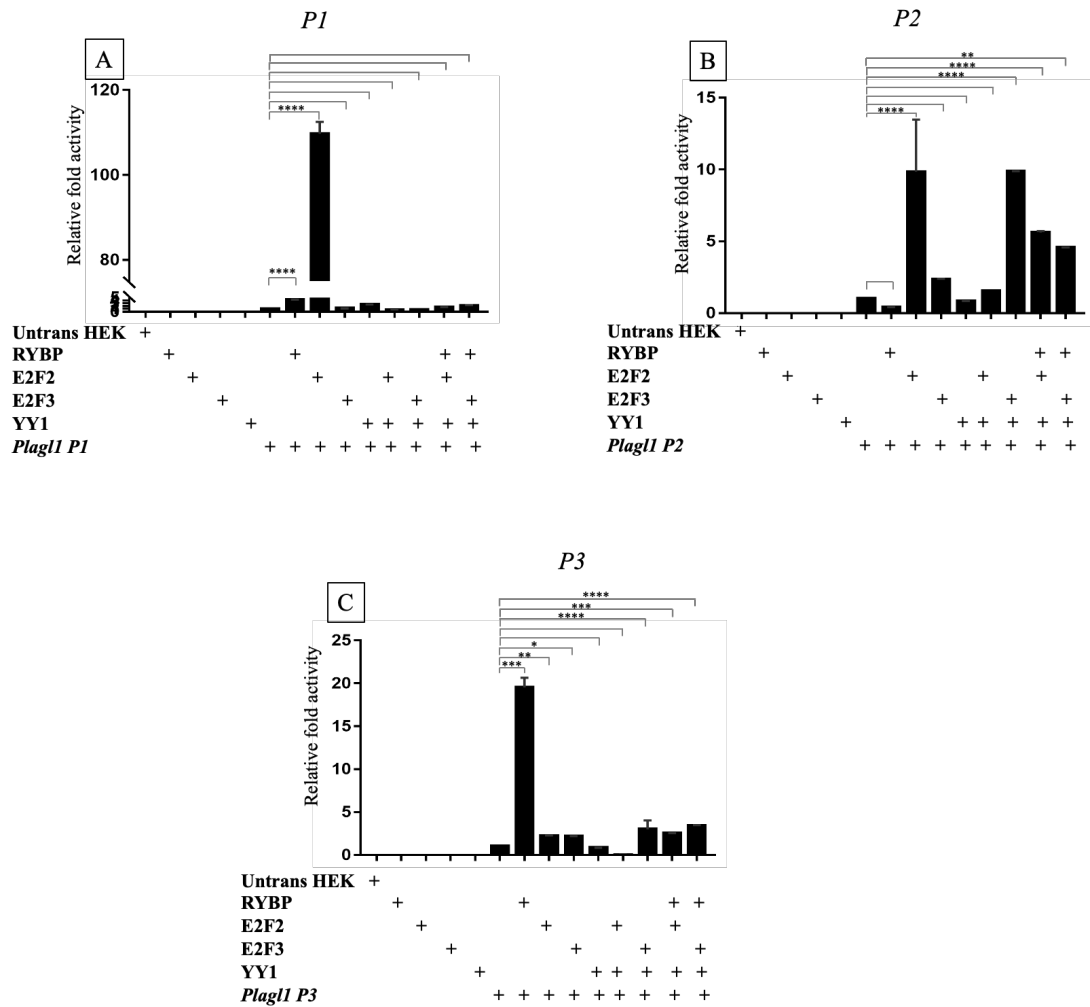 P1
A
****
****
Relative fold activity
120
100
80
5
0
Untrans HEK +
RYBP + + + +
E2F2 + + + +
E2F3 + + + +
YY1 + + + + + +
Plagl1 P1 + + + + + + + + +
P2
B
**
****
****
****
Relative fold activity
15
10
5
0
Untrans HEK +
RYBP + + + +
E2F2 + + + +
E2F3 + + + +
YY1 + + + + + +
Plagl1 P2 + + + + + + + + +
P3
C
****
***
****
*
**
***
Relative fold activity
25
20
15
10
5
0
Untrans HEK +
RYBP + + + +
E2F2 + + + +
E2F3 + + + +
YY1 + + + + + +
Plagl1 P3 + + + + + + + + +